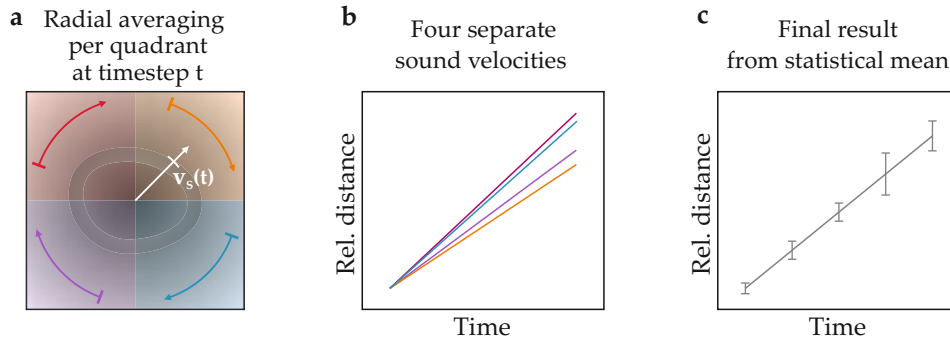 a
Radial averaging
per quadrant
at timestep t
vs(t)
b
Four separate
sound velocities
Rel. distance
Time
c
Final result
from statistical mean
Rel. distance
Time